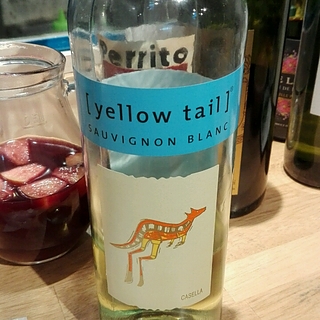 Perrito
[ yellow tail ]®
SAUVIGNON BLANC
CASELLA